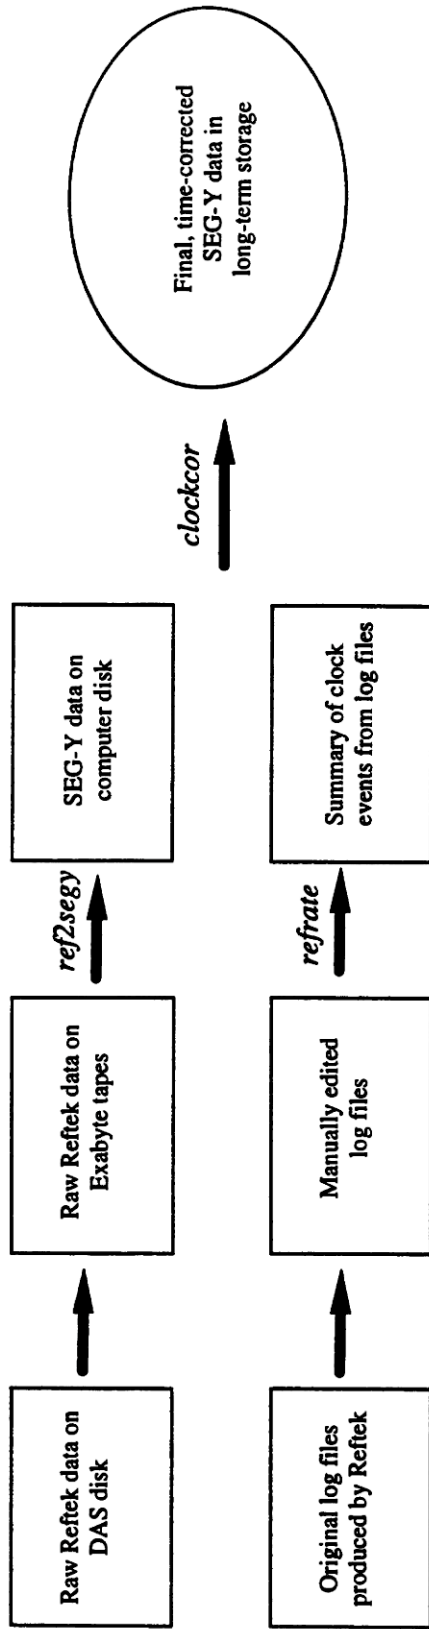 Raw Reftek data on
DAS disk
Raw Reftek data on
Exabyte tapes
ref2segy
SEG-Y data on
computer disk
Original log files
produced by Reftek
Manually edited
log files
refrate
Summary of clock
events from log files
clockcor
Final, time-corrected
SEG-Y data in
long-term storage